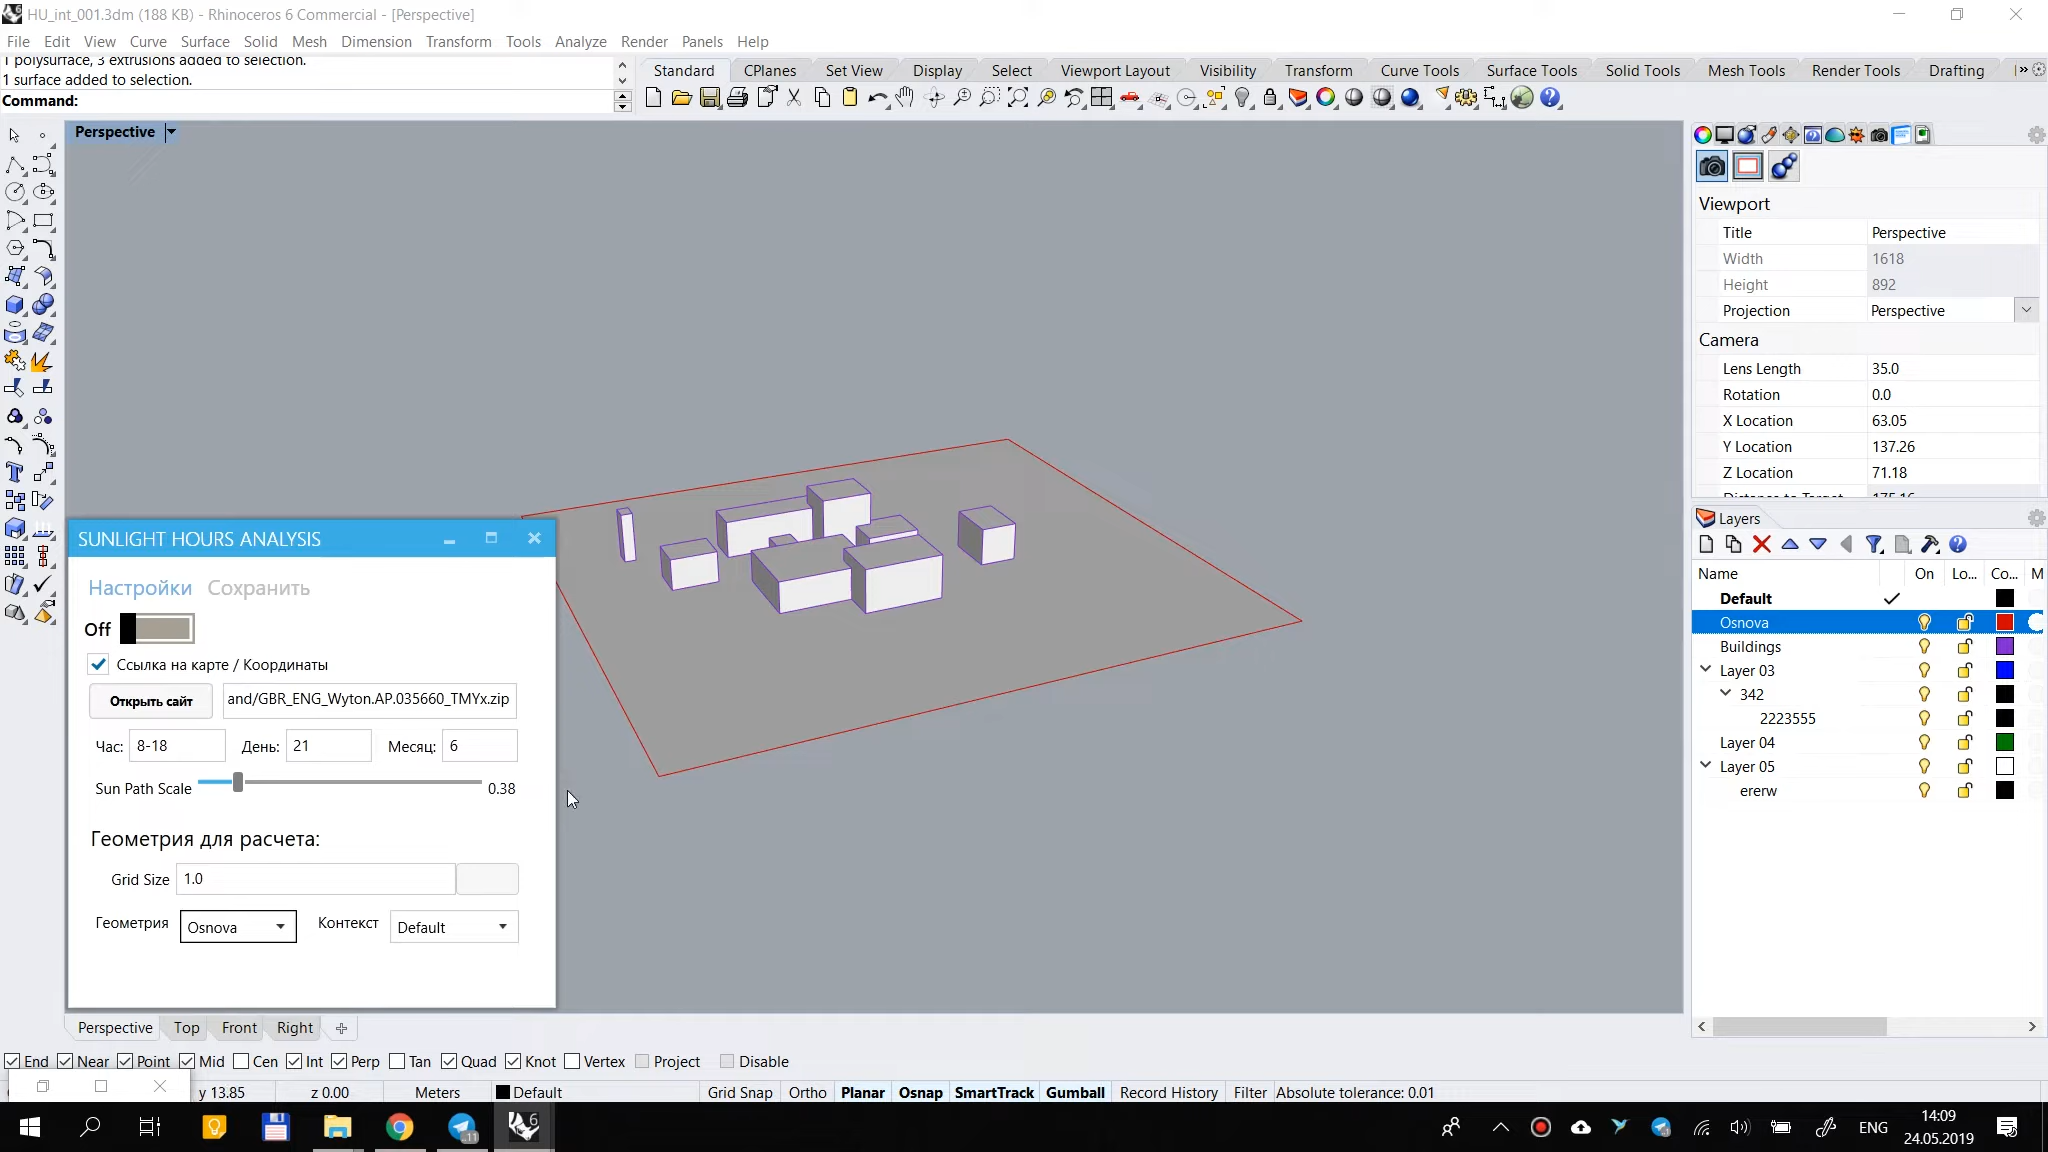 HU_int_001.3dm (188 KB) - Rhinoceros 6 Commercial - [Perspective]
File Edit View Curve Surface Solid Mesh Dimension Transform Tools Analyze Render Panels Help
1 polysurface, 3 extrusions added to selection.
1 surface added to selection.
Command:
Standard CPlanes Set View Display Select Viewport Layout Visibility Transform Curve Tools Surface Tools Solid Tools Mesh Tools Render Tools Drafting
Perspective
Viewport
Title Perspective
Width 1618
Height 892
Projection Perspective
Camera
Lens Length 35.0
Rotation 0.0
X Location 63.05
Y Location 137.26
Z Location 71.18
Distance to Target 175.16
Layers
Name On Lo... Co... M
Default
Osnova
Buildings
Layer 03
342
2223555
Layer 04
Layer 05
ererw
SUNLIGHT HOURS ANALYSIS
Настройки Сохранить
Off
Ссылка на карте / Координаты
Открыть сайт and/GBR_ENG_Wyton.AP.035660_TMYx.zip
Час: 8-18 День: 21 Месяц: 6
Sun Path Scale 0.38
Геометрия для расчета:
Grid Size 1.0
Геометрия Osnova Контекст Default
Perspective Top Front Right
End Near Point Mid Cen Int Perp Tan Quad Knot Vertex Project Disable
y 13.85 z 0.00 Meters Default Grid Snap Ortho Planar Osnap SmartTrack Gumball Record History Filter Absolute tolerance: 0.01
11
6
ENG
14:09
24.05.2019